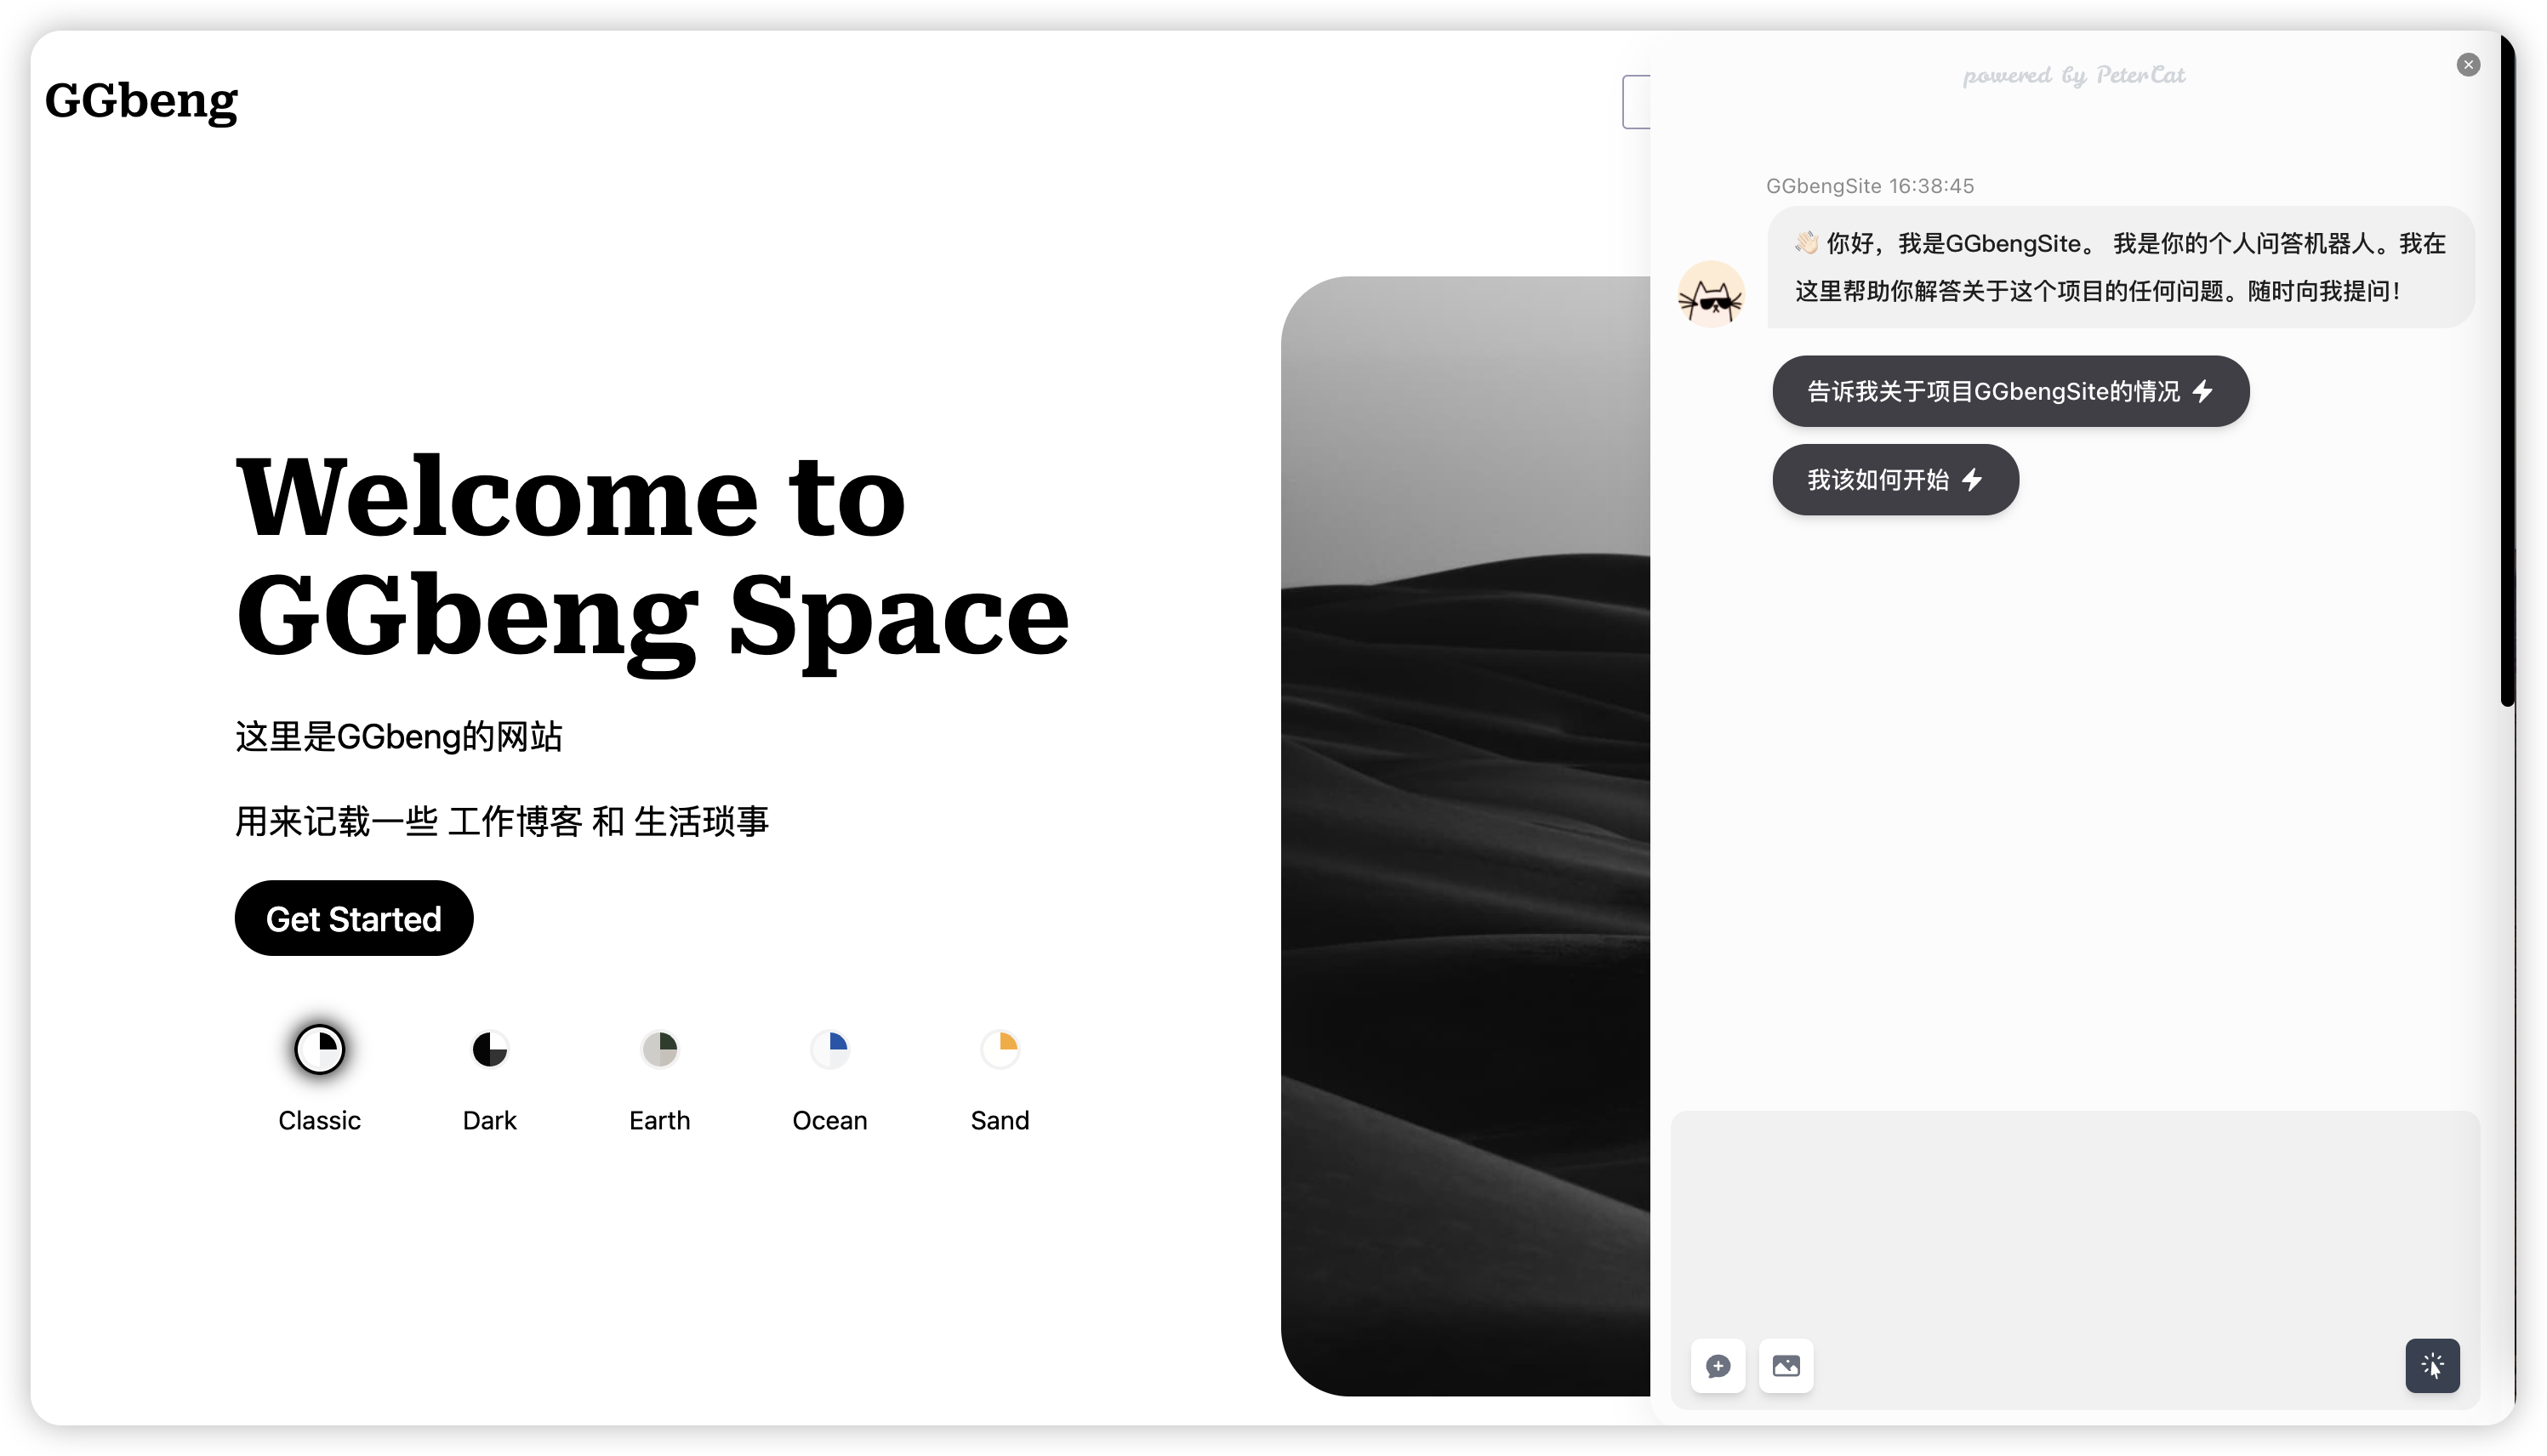 GGbeng
Welcome to
GGbeng Space
这里是GGbeng的网站
用来记载一些 工作博客 和 生活琐事
Get Started
Classic
Dark
Earth
Ocean
Sand
powered by PeterCat
GGbengSite 16:38:45
👋🏻 你好，我是GGbengSite。 我是你的个人问答机器人。我在
这里帮助你解答关于这个项目的任何问题。随时向我提问！
告诉我关于项目GGbengSite的情况
我该如何开始